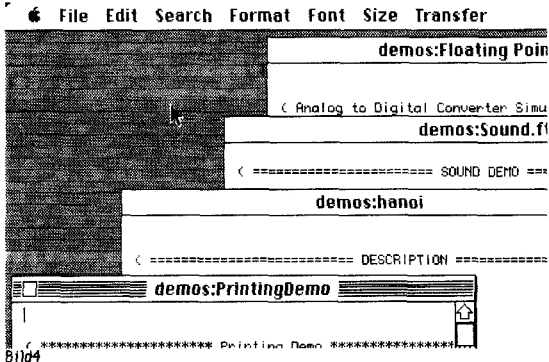 File Edit Search Format Font Size Transfer
demos:Floating Poin
( Analog to Digital Converter Simu
demos:Sound.f
( ======================== SOUND DEMO ===
demos:hanoi
( =========================== DESCRIPTION ==========
demos:PrintingDemo
( *********************** Printing Demo *****************
Bild4